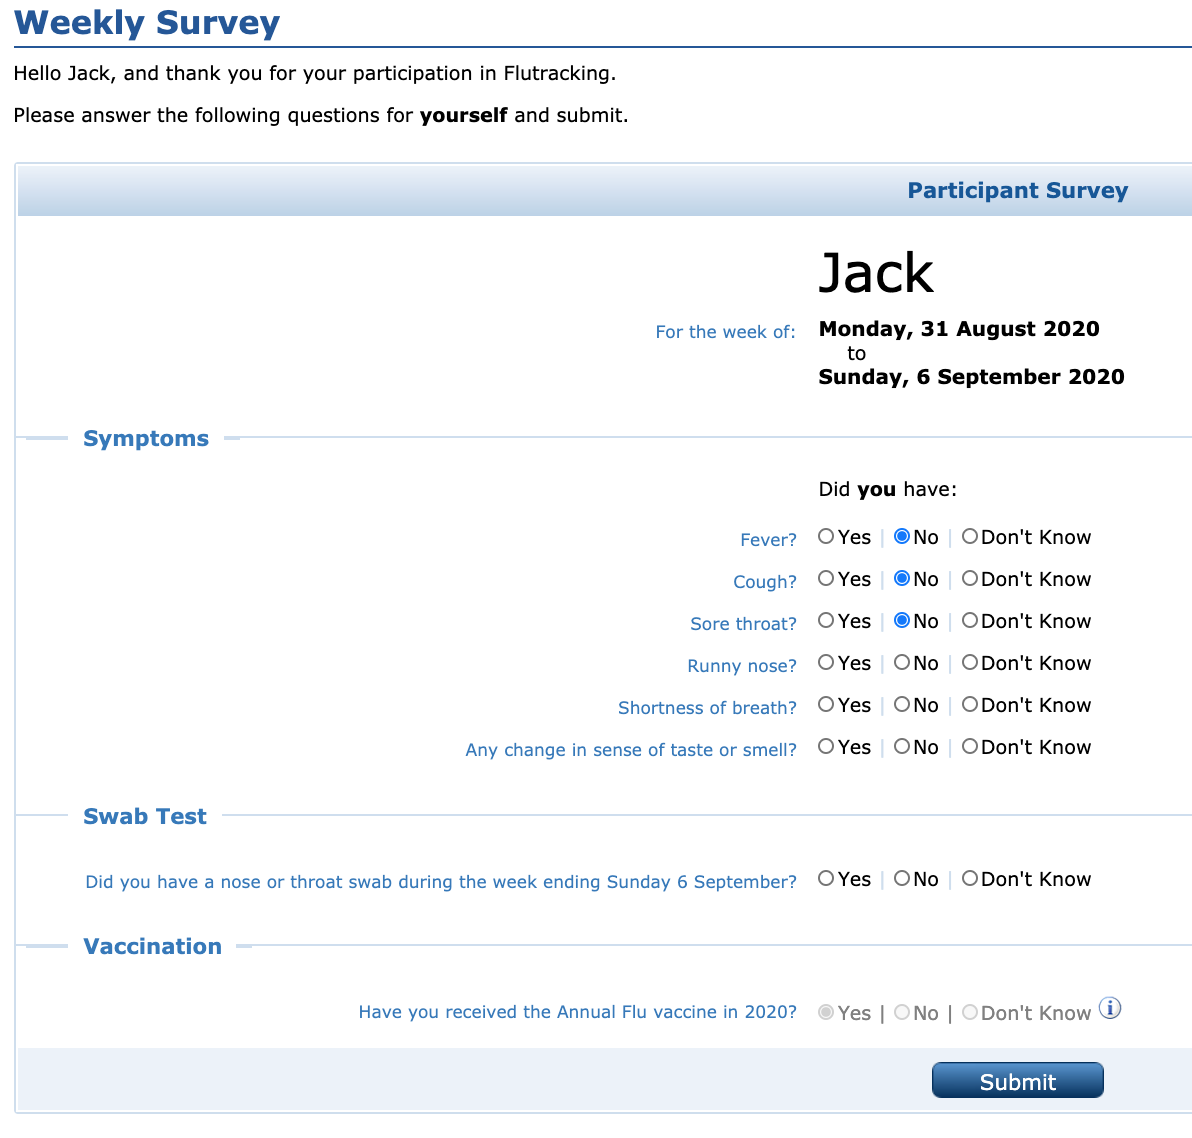 Weekly Survey
Hello Jack, and thank you for your participation in Flutracking.
Please answer the following questions for yourself and submit.
Participant Survey
Jack
For the week of: Monday, 31 August 2020
to
Sunday, 6 September 2020
Symptoms
Did you have:
Fever? Yes | No | Don't Know
Cough? Yes | No | Don't Know
Sore throat? Yes | No | Don't Know
Runny nose? Yes | No | Don't Know
Shortness of breath? Yes | No | Don't Know
Any change in sense of taste or smell? Yes | No | Don't Know
Swab Test
Did you have a nose or throat swab during the week ending Sunday 6 September? Yes | No | Don't Know
Vaccination
Have you received the Annual Flu vaccine in 2020? Yes | No | Don't Know i
Submit